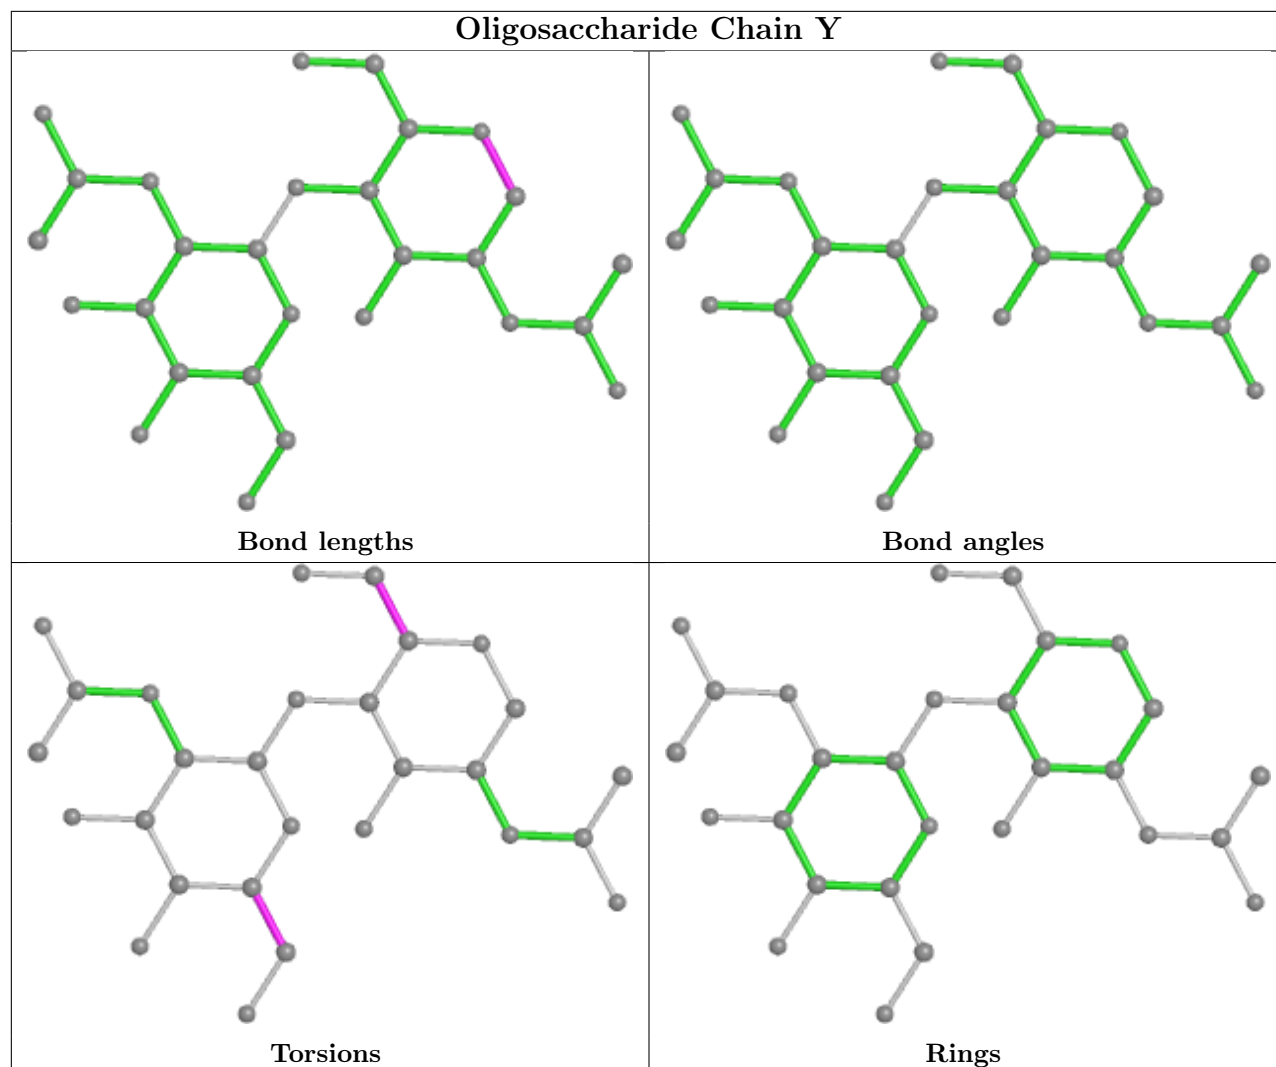 Oligosaccharide Chain Y
Bond lengths
Bond angles
Torsions
Rings